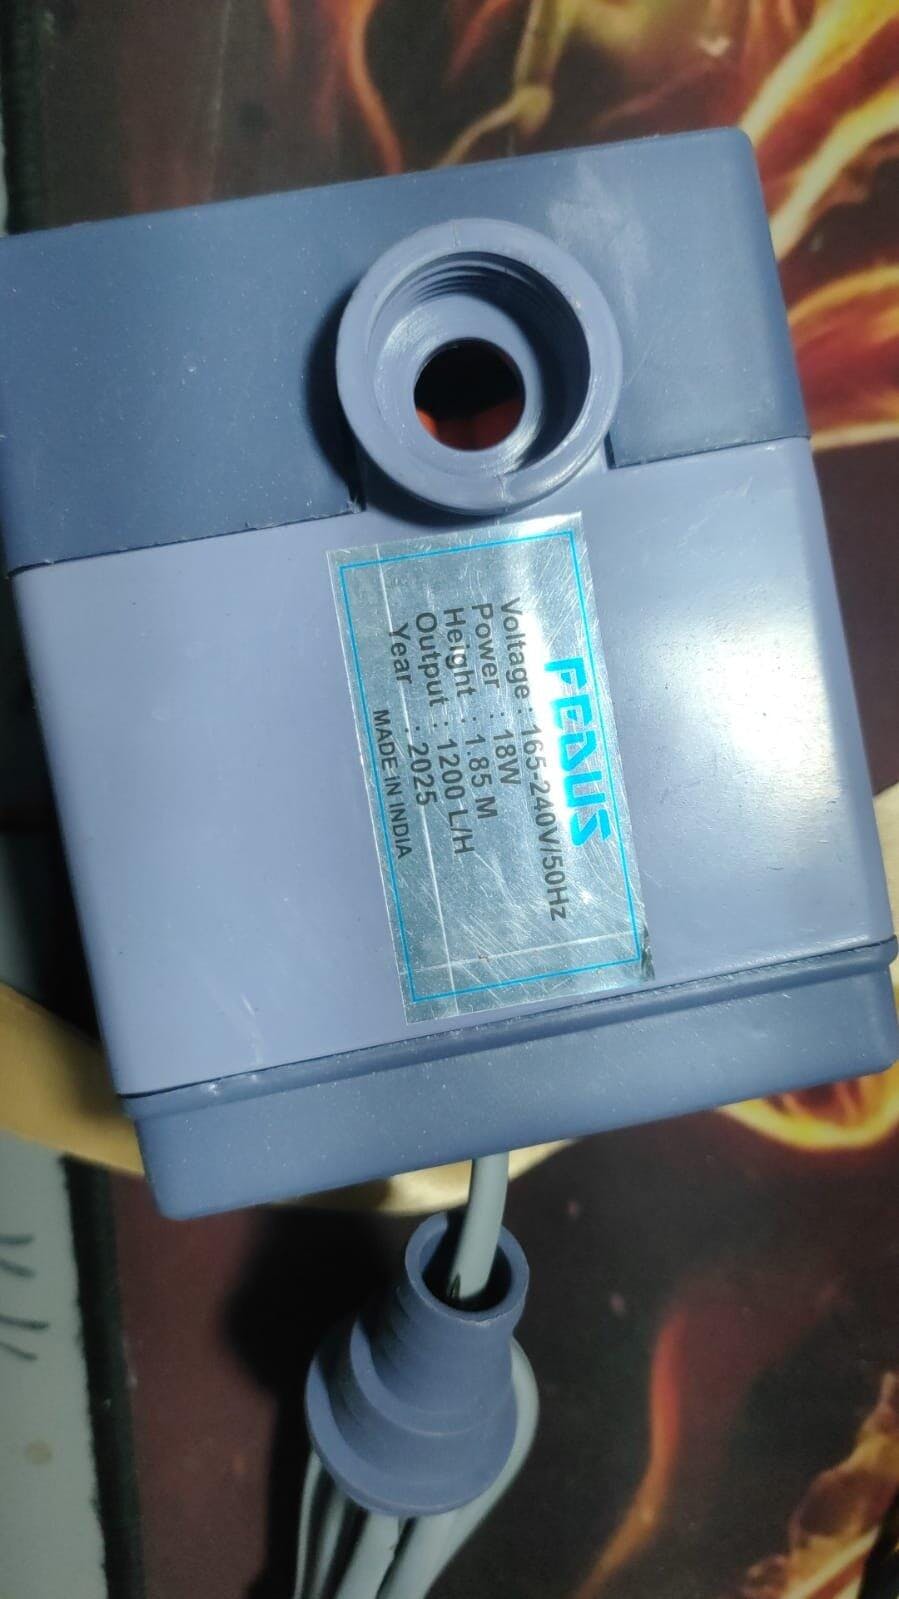 FEDUS
Voltage : 165-240V/50Hz
Power : 18W
Height : 1.85 M
Output : 1200 L/H
Year : 2025
MADE IN INDIA